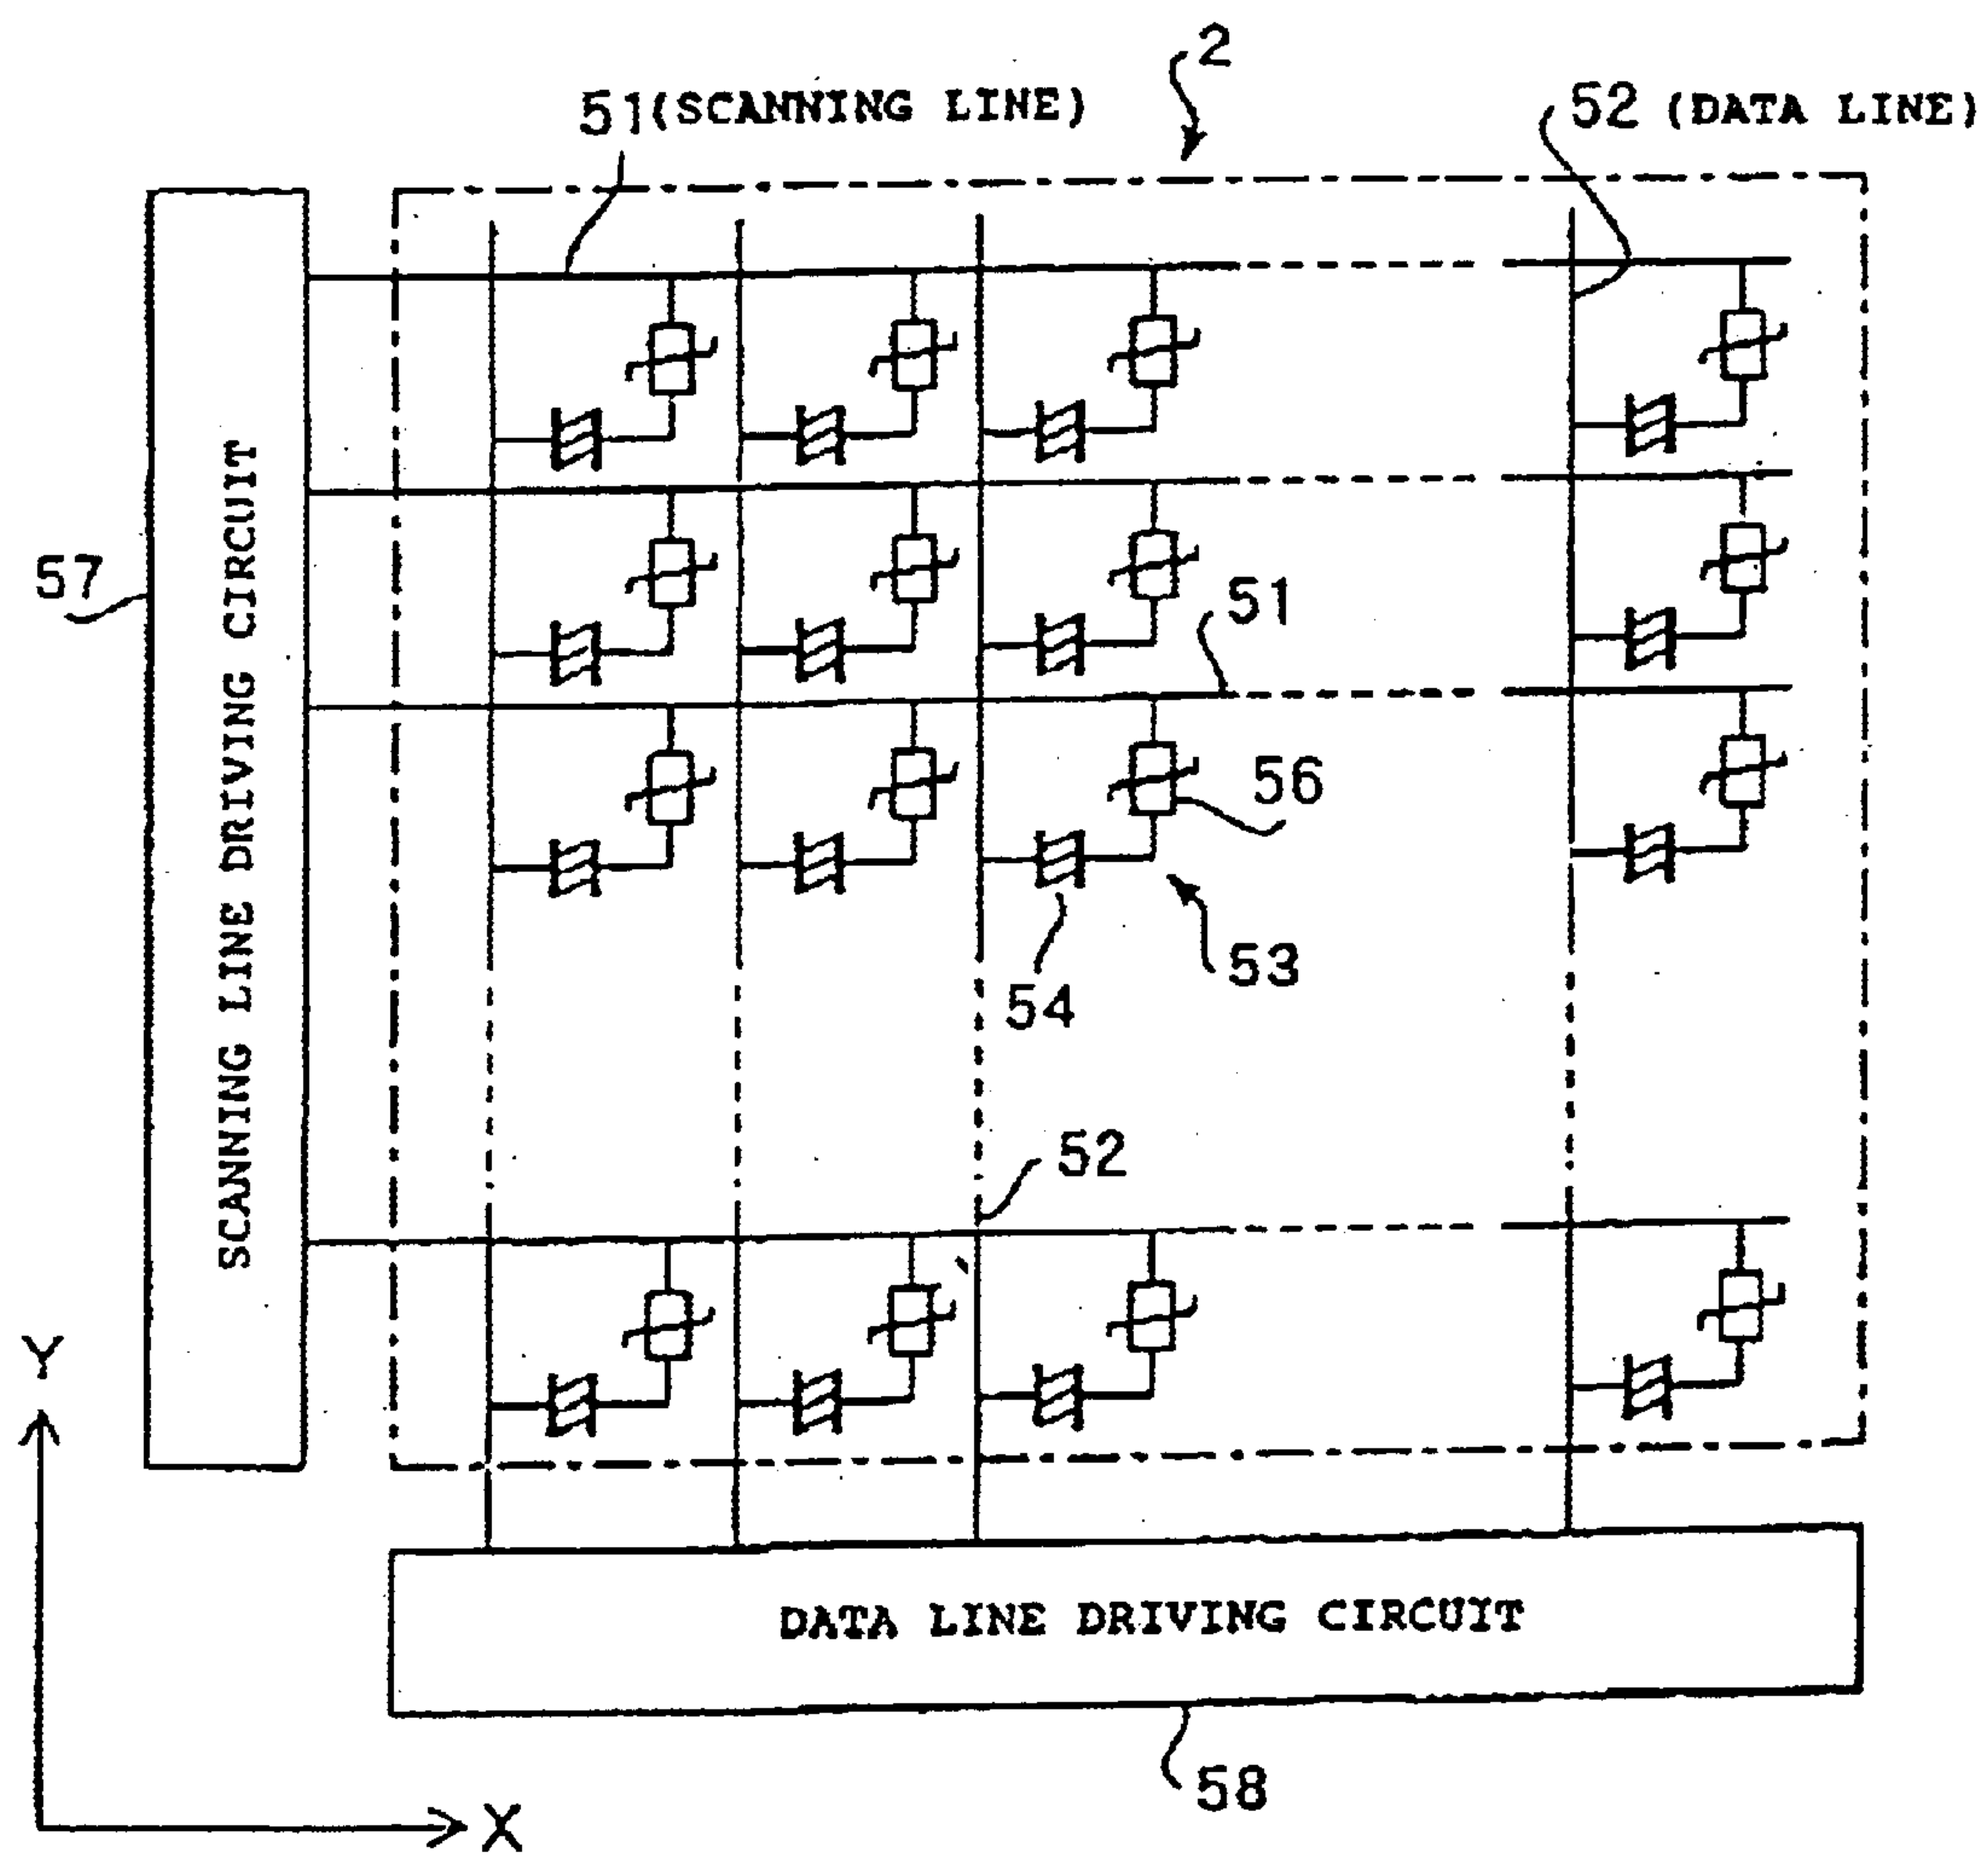 2
51(SCANNING LINE)
52 (DATA LINE)
57
SCANNING LINE DRIVING CIRCUIT
51
56
53
54
52
Y
X
DATA LINE DRIVING CIRCUIT
58